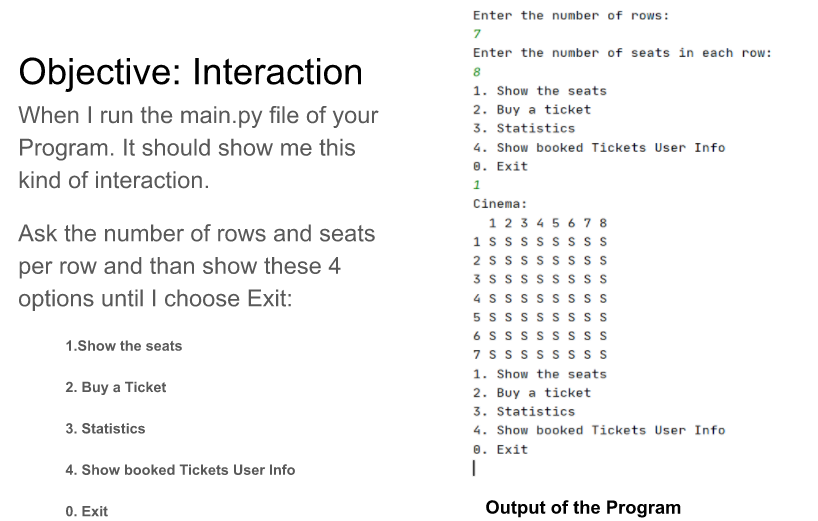 Objective: Interaction
When I run the main.py file of your
Program. It should show me this
kind of interaction.
Ask the number of rows and seats
per row and than show these 4
options until I choose Exit:
1.Show the seats
2. Buy a Ticket
3. Statistics
4. Show booked Tickets User Info
0. Exit
Enter the number of rows:
7
Enter the number of seats in each row:
8
1. Show the seats
2. Buy a ticket
3. Statistics
4. Show booked Tickets User Info
0. Exit
1
Cinema:
1 2 3 4 5 6 7 8
1 S S S S S S S S
2 S S S S S S S S
3 S S S S S S S S
4 S S S S S S S S
5 S S S S S S S S
6 S S S S S S S S
7 S S S S S S S S
1. Show the seats
2. Buy a ticket
3. Statistics
4. Show booked Tickets User Info
0. Exit
Output of the Program